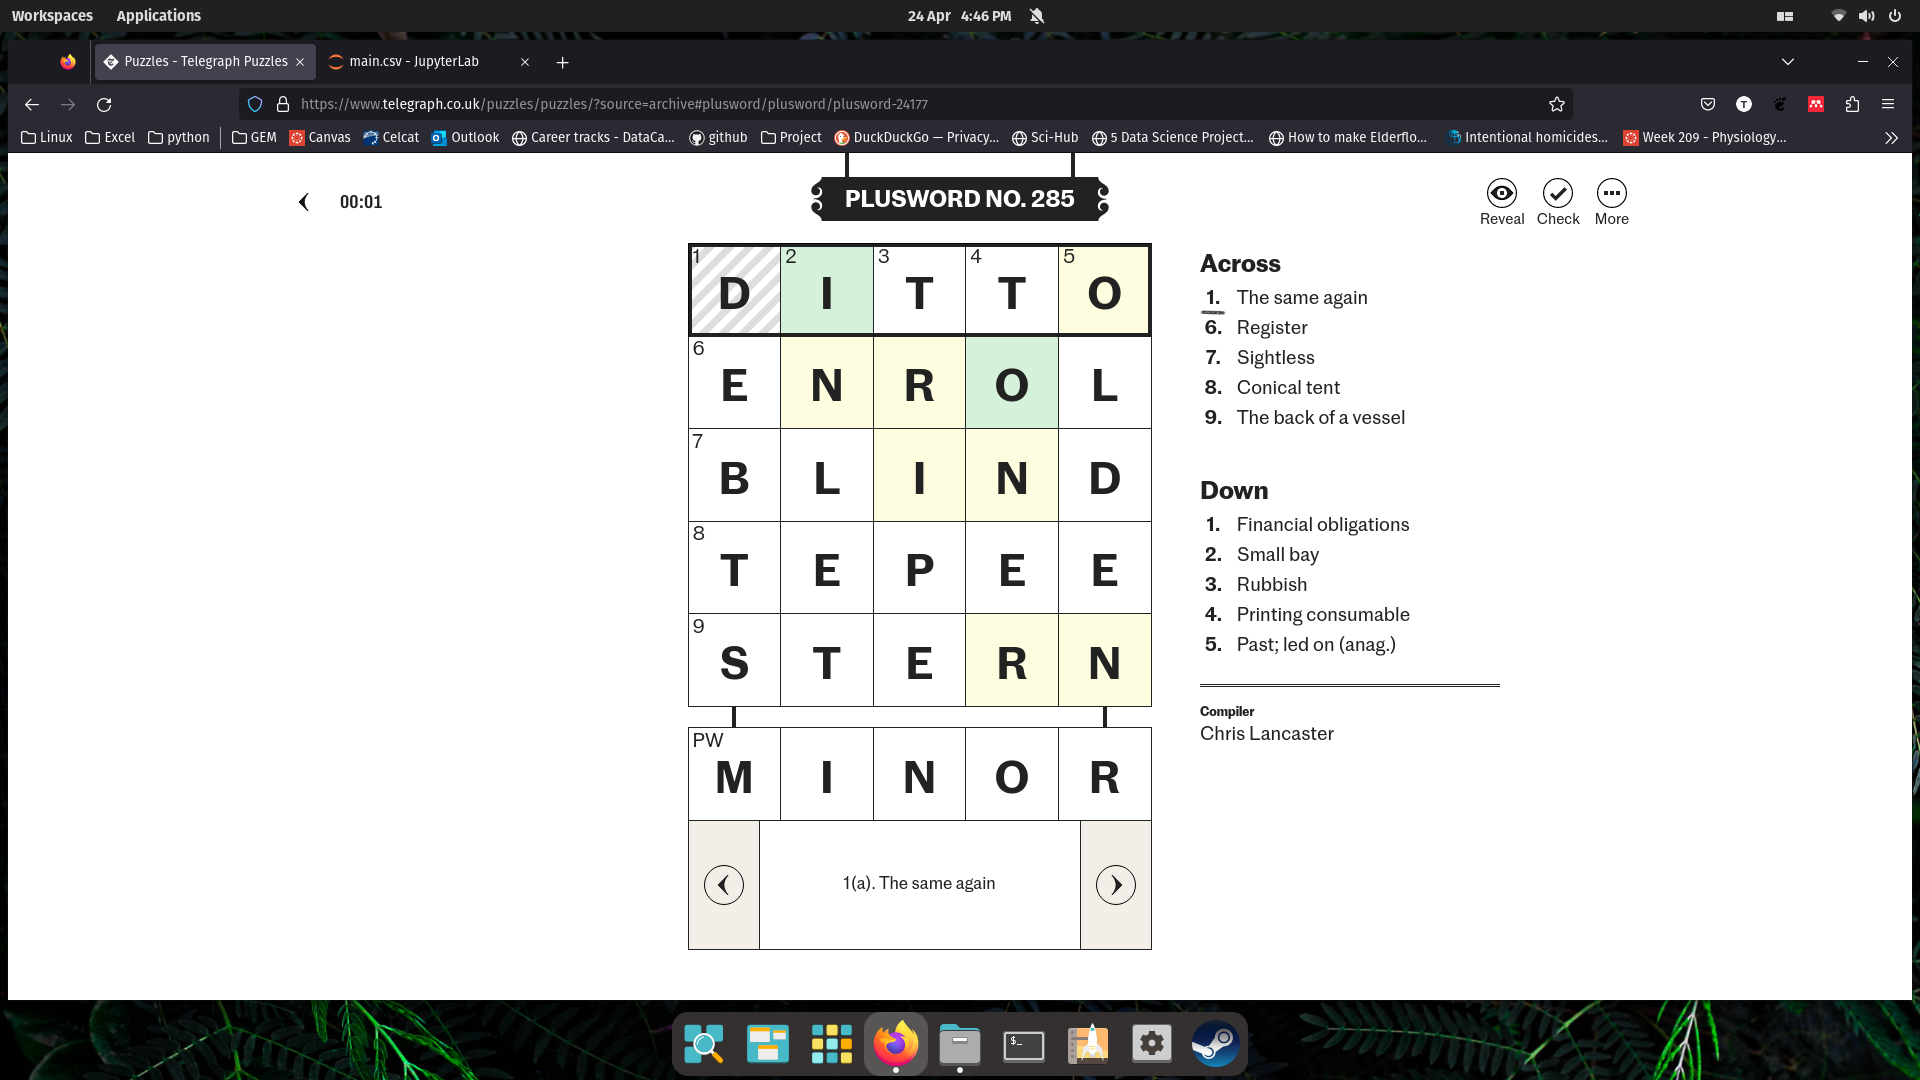 Workspaces Applications 24 Apr 4:46 PM
Puzzles - Telegraph Puzzles main.csv - JupyterLab
https://www.telegraph.co.uk/puzzles/puzzles/?source=archive#plusword/plusword/plusword-24177
Linux Excel python GEM Canvas Celcat Outlook Career tracks - DataCa... github Project DuckDuckGo — Privacy... Sci-Hub 5 Data Science Project... How to make Elderflo... Intentional homicides... Week 209 - Physiology...
00:01
PLUSWORD NO. 285
Reveal Check More
1 D 2 I 3 T 4 T 5 O
6 E N R O L
7 B L I N D
8 T E P E E
9 S T E R N
PW M I N O R
1(a). The same again
Across
1. The same again
6. Register
7. Sightless
8. Conical tent
9. The back of a vessel
Down
1. Financial obligations
2. Small bay
3. Rubbish
4. Printing consumable
5. Past; led on (anag.)
Compiler
Chris Lancaster